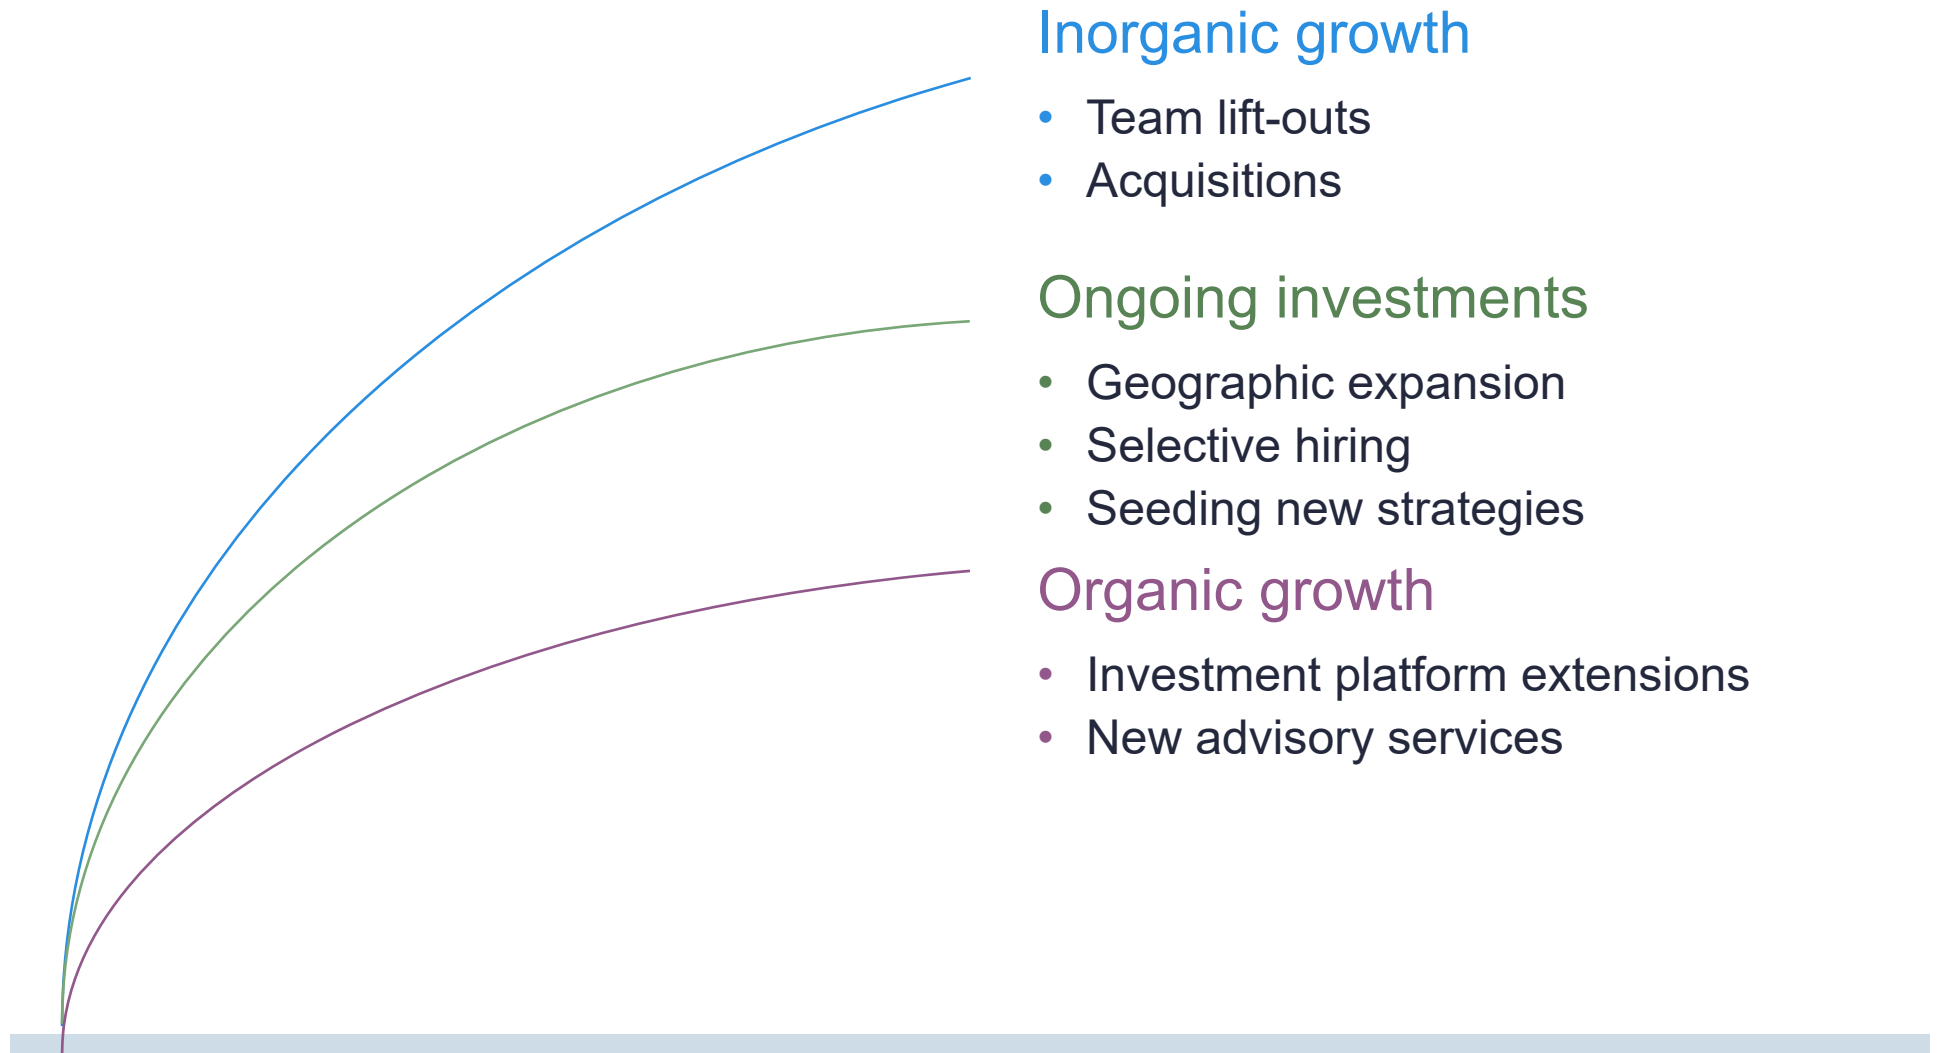 Inorganic growth
• Team lift-outs
• Acquisitions
Ongoing investments
• Geographic expansion
• Selective hiring
• Seeding new strategies
Organic growth
• Investment platform extensions
• New advisory services